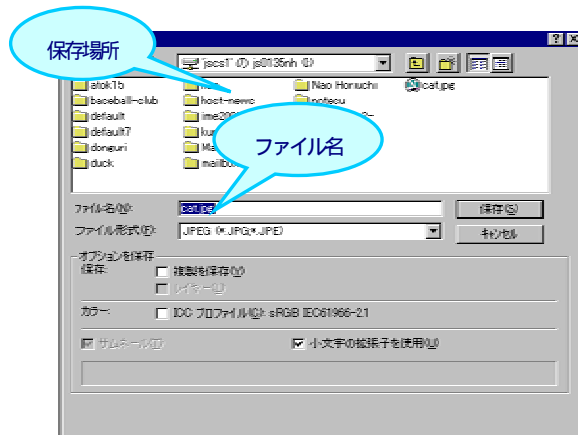 保存場所
jscs1 の js0135nh
atok15
Nao Horiuchi
cat.jpg
baseball-club
host-news
default
default7
donguri
duck
ファイル名
ファイル名(N):
cat.jpg
保存(S)
ファイル形式(F):
JPEG (*.JPG;*.JPE)
キャンセル
オプションを保存
保存:
複製を保存(Y)
レイヤー(L)
カラー:
ICC プロファイル(C): sRGB IEC61966-2.1
サムネール(T)
小文字の拡張子を使用(U)